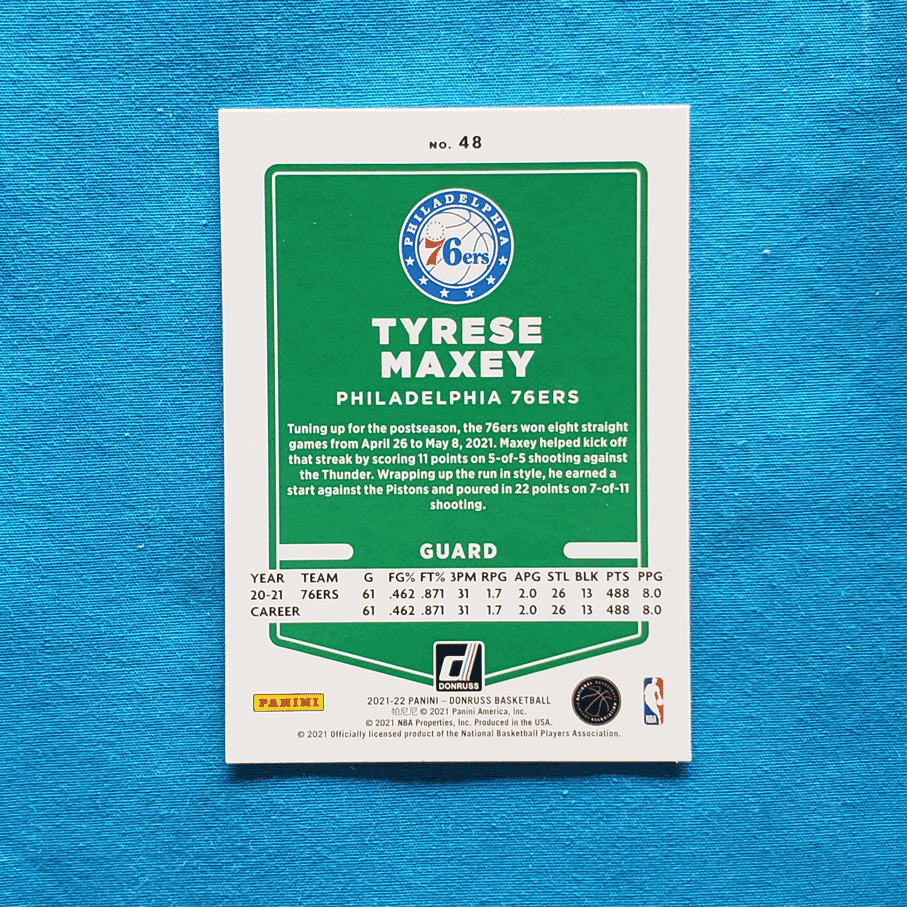 NO. 48
PHILADELPHIA
76ers
TYRESE
MAXEY
PHILADELPHIA 76ERS
Tuning up for the postseason, the 76ers won eight straight
games from April 26 to May 8, 2021. Maxey helped kick off
that streak by scoring 11 points on 5-of-5 shooting against
the Thunder. Wrapping up the run in style, he earned a
start against the Pistons and poured in 22 points on 7-of-11
shooting.
GUARD
YEAR TEAM G FG% FT% 3PM RPG APG STL BLK PTS PPG
20-21 76ERS 61 .462 .871 31 1.7 2.0 26 13 488 8.0
CAREER 61 .462 .871 31 1.7 2.0 26 13 488 8.0
d
DONRUSS
PANINI
2021-22 PANINI – DONRUSS BASKETBALL
帕尼尼 © 2021 Panini America, Inc.
© 2021 NBA Properties, Inc. Produced in the USA.
© 2021 Officially licensed product of the National Basketball Players Association.
NATIONAL BASKETBALL
ASSOCIATION
NBA